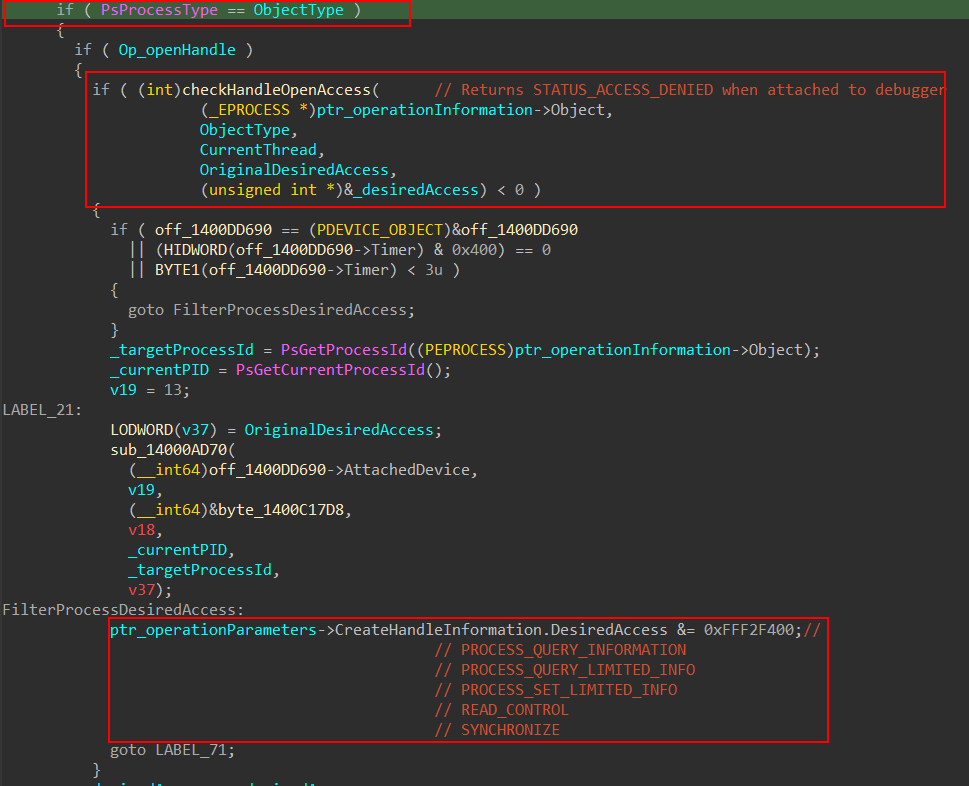 if ( PsProcessType == ObjectType )
{
if ( Op_openHandle )
{
if ( (int)checkHandleOpenAccess( // Returns STATUS_ACCESS_DENIED when attached to debugger
(_EPROCESS *)ptr_operationInformation->Object,
ObjectType,
CurrentThread,
OriginalDesiredAccess,
(unsigned int *)&_desiredAccess) < 0 )
{
if ( off_1400DD690 == (PDEVICE_OBJECT)&off_1400DD690
|| (HIDWORD(off_1400DD690->Timer) & 0x400) == 0
|| BYTE1(off_1400DD690->Timer) < 3u )
{
goto FilterProcessDesiredAccess;
}
_targetProcessId = PsGetProcessId((PEPROCESS)ptr_operationInformation->Object);
_currentPID = PsGetCurrentProcessId();
v19 = 13;
LABEL_21:
LODWORD(v37) = OriginalDesiredAccess;
sub_14000AD70(
(__int64)off_1400DD690->AttachedDevice,
v19,
(__int64)&byte_1400C17D8,
v18,
_currentPID,
_targetProcessId,
v37);
FilterProcessDesiredAccess:
ptr_operationParameters->CreateHandleInformation.DesiredAccess &= 0xFFF2F400;//
// PROCESS_QUERY_INFORMATION
// PROCESS_QUERY_LIMITED_INFO
// PROCESS_SET_LIMITED_INFO
// READ_CONTROL
// SYNCHRONIZE
goto LABEL_71;
}